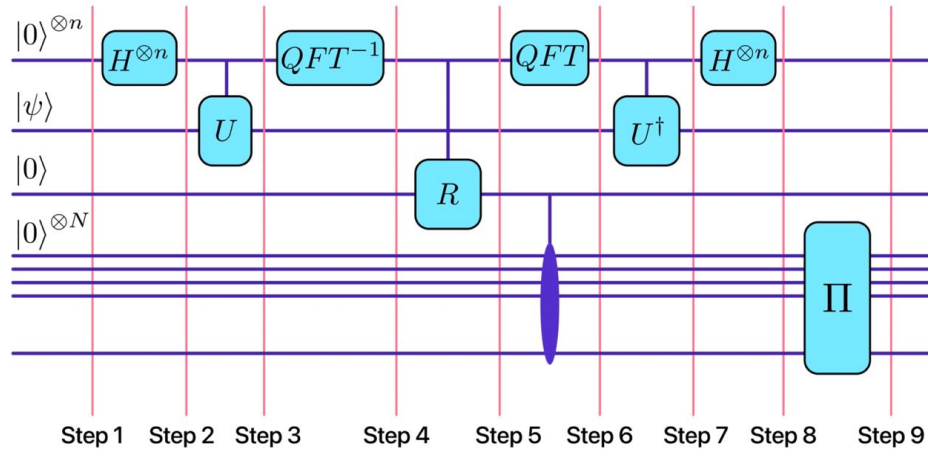 |0⟩^{⊗n}
H^{⊗n} QFT^{-1} QFT H^{⊗n}
|ψ⟩
U U^†
|0⟩
R
|0⟩^{⊗N}
Π
Step 1 Step 2 Step 3 Step 4 Step 5 Step 6 Step 7 Step 8 Step 9